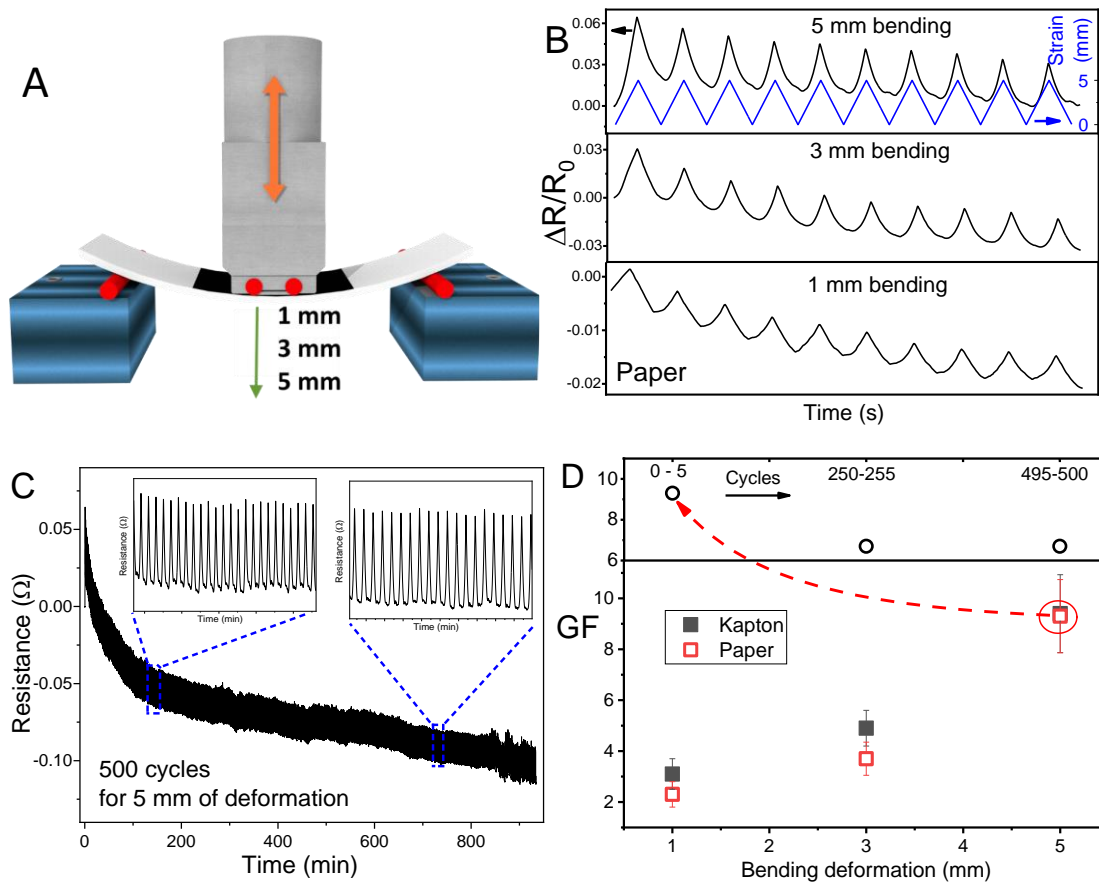 A
1 mm
3 mm
5 mm
B
5 mm bending
Strain
(mm)
0.06
0.03
0.00
5
0
3 mm bending
0.03
0.00
-0.03
ΔR/R0
1 mm bending
0.00
-0.01
-0.02
Paper
Time (s)
C
Resistance (Ω)
0.05
0.00
-0.05
-0.10
Resistance (Ω)
Time (min)
Resistance (Ω)
Time (min)
500 cycles
for 5 mm of deformation
0 200 400 600 800
Time (min)
D
0 - 5 Cycles 250-255 495-500
10
9
8
6
GF
10
8
6
4
2
Kapton
Paper
1 2 3 4 5
Bending deformation (mm)